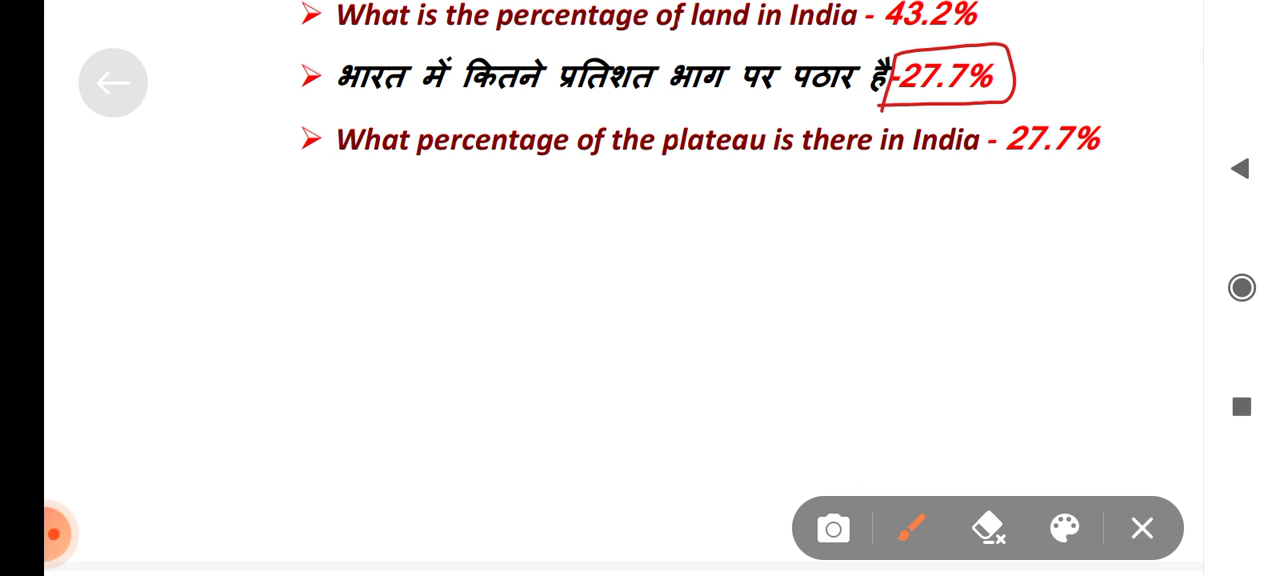 ➢ What is the percentage of land in India - 43.2%
➢ भारत में कितने प्रतिशत भाग पर पठार है-27.7%
➢ What percentage of the plateau is there in India - 27.7%